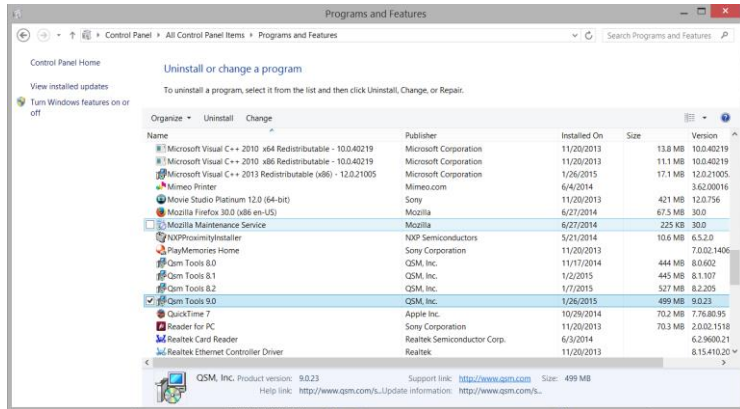 Programs and Features
Control Panel > All Control Panel Items > Programs and Features
Search Programs and Features
Control Panel Home
View installed updates
Turn Windows features on or off
Uninstall or change a program
To uninstall a program, select it from the list and then click Uninstall, Change, or Repair.
Organize Uninstall Change
Name Publisher Installed On Size Version
Microsoft Visual C++ 2010 x64 Redistributable - 10.0.40219 Microsoft Corporation 11/20/2013 13.8 MB 10.0.40219
Microsoft Visual C++ 2010 x86 Redistributable - 10.0.40219 Microsoft Corporation 11/20/2013 11.1 MB 10.0.40219
Microsoft Visual C++ 2013 Redistributable (x86) - 12.0.21005 Microsoft Corporation 1/26/2015 17.1 MB 12.0.21005.
Mimeo Printer Mimeo.com 6/4/2014 3.62.00016
Movie Studio Platinum 12.0 (64-bit) Sony 11/20/2013 421 MB 12.0.756
Mozilla Firefox 30.0 (x86 en-US) Mozilla 6/27/2014 67.5 MB 30.0
Mozilla Maintenance Service Mozilla 6/27/2014 225 KB 30.0
NXPProximityInstaller NXP Semiconductors 5/21/2014 10.6 MB 6.5.2.0
PlayMemories Home Sony Corporation 11/20/2013 7.0.02.1406
Qsm Tools 8.0 QSM, Inc. 11/17/2014 444 MB 8.0.602
Qsm Tools 8.1 QSM, Inc. 1/2/2015 445 MB 8.1.107
Qsm Tools 8.2 QSM, Inc. 1/7/2015 527 MB 8.2.205
Qsm Tools 9.0 QSM, Inc. 1/26/2015 499 MB 9.0.23
QuickTime 7 Apple Inc. 10/29/2014 70.2 MB 7.76.80.95
Reader for PC Sony Corporation 11/20/2013 70.3 MB 2.0.02.1518
Realtek Card Reader Realtek Semiconductor Corp. 6/3/2014 6.2.9600.21
Realtek Ethernet Controller Driver Realtek 11/20/2013 8.15.410.20
QSM, Inc. Product version: 9.0.23 Support link: http://www.qsm.com Size: 499 MB
Help link: http://www.qsm.com/s... Update information: http://www.qsm.com/s...